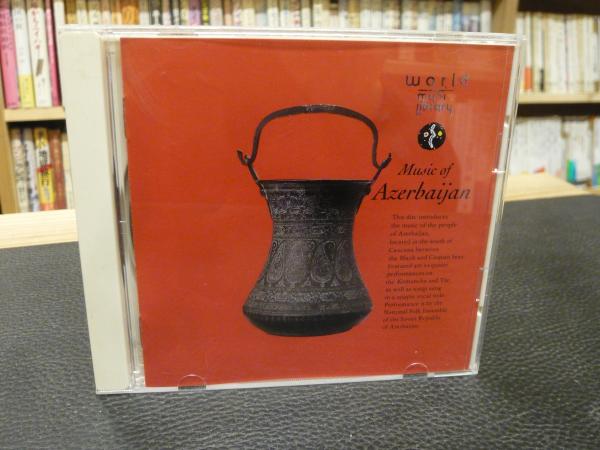 world
music
library
Music of
Azerbaijan
This disc introduces
the music of the people
of Azerbaijan,
located in the south of
Caucasus between
the Black and Caspian Seas.
Featured are exquisite
performances on
the Kemancha and Tar,
as well as songs sung
in a unique vocal style.
Performance is by the
National Folk Ensemble
of the Soviet Republic
of Azerbaijan.